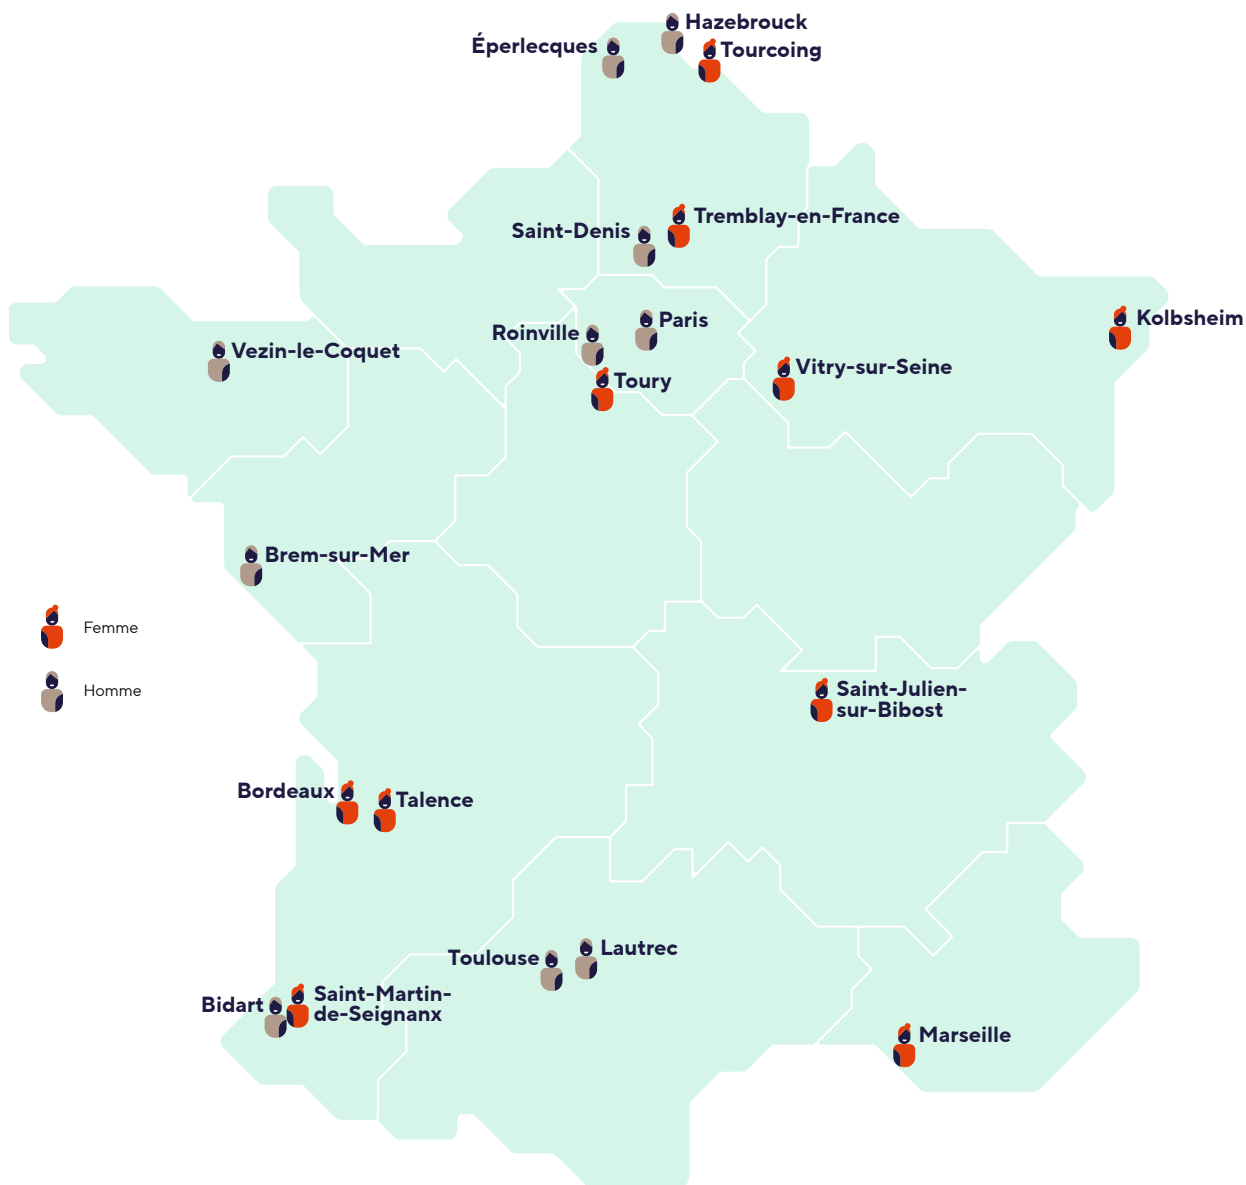 Hazebrouck
Éperlecques
Tourcoing
Tremblay-en-France
Saint-Denis
Kolbsheim
Paris
Roinville
Vezin-le-Coquet
Vitry-sur-Seine
Toury
Brem-sur-Mer
Femme
Homme
Saint-Julien-
sur-Bibost
Bordeaux
Talence
Lautrec
Toulouse
Saint-Martin-
de-Seignanx
Bidart
Marseille